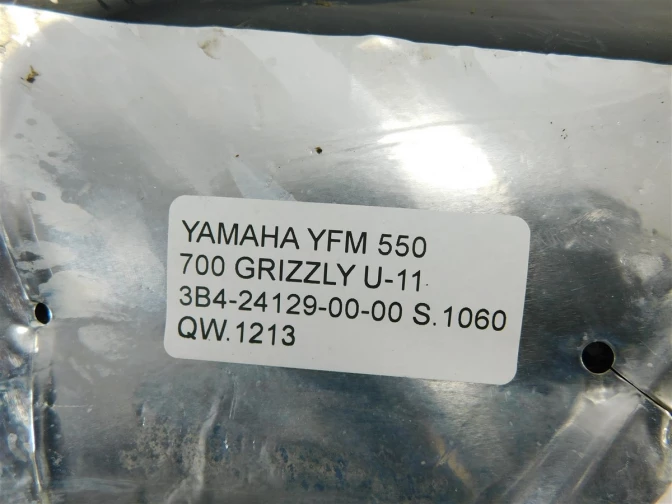 YAMAHA YFM 550
700 GRIZZLY U-11
3B4-24129-00-00 S.1060
QW.1213